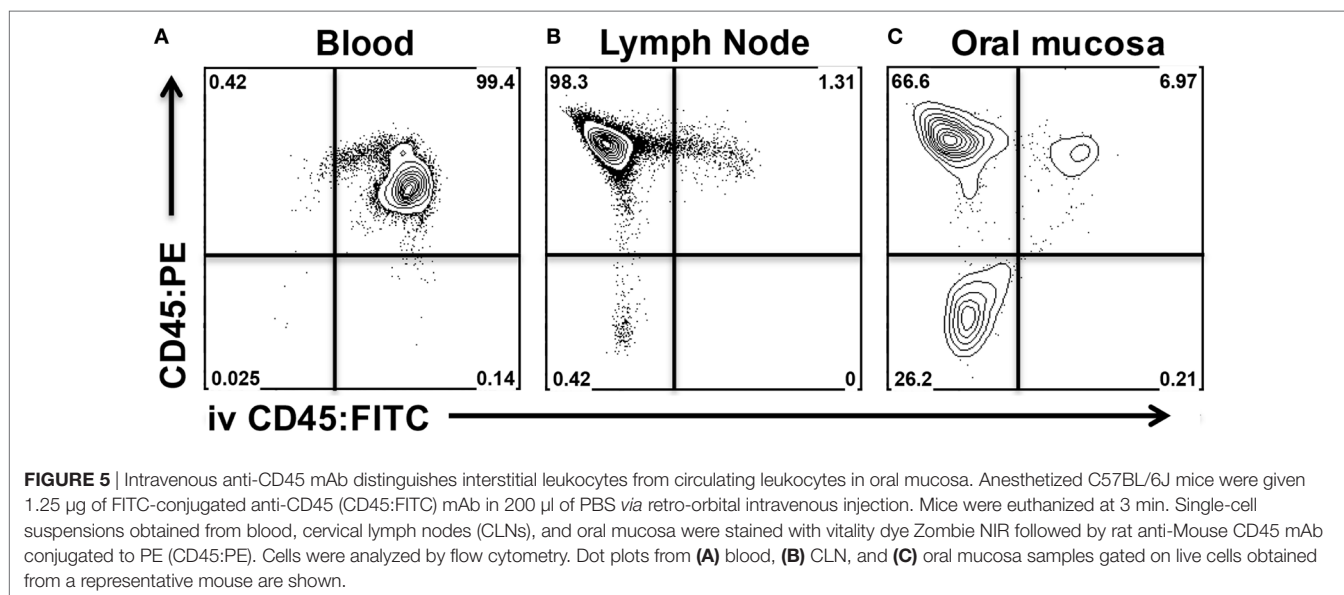 A Blood B Lymph Node C Oral mucosa
0.42 99.4 98.3 1.31 66.6 6.97
CD45:PE
0.025 0.14 0.42 0 26.2 0.21
iv CD45:FITC
FIGURE 5 | Intravenous anti-CD45 mAb distinguishes interstitial leukocytes from circulating leukocytes in oral mucosa. Anesthetized C57BL/6J mice were given
1.25 µg of FITC-conjugated anti-CD45 (CD45:FITC) mAb in 200 µl of PBS via retro-orbital intravenous injection. Mice were euthanized at 3 min. Single-cell
suspensions obtained from blood, cervical lymph nodes (CLNs), and oral mucosa were stained with vitality dye Zombie NIR followed by rat anti-Mouse CD45 mAb
conjugated to PE (CD45:PE). Cells were analyzed by flow cytometry. Dot plots from (A) blood, (B) CLN, and (C) oral mucosa samples gated on live cells obtained
from a representative mouse are shown.